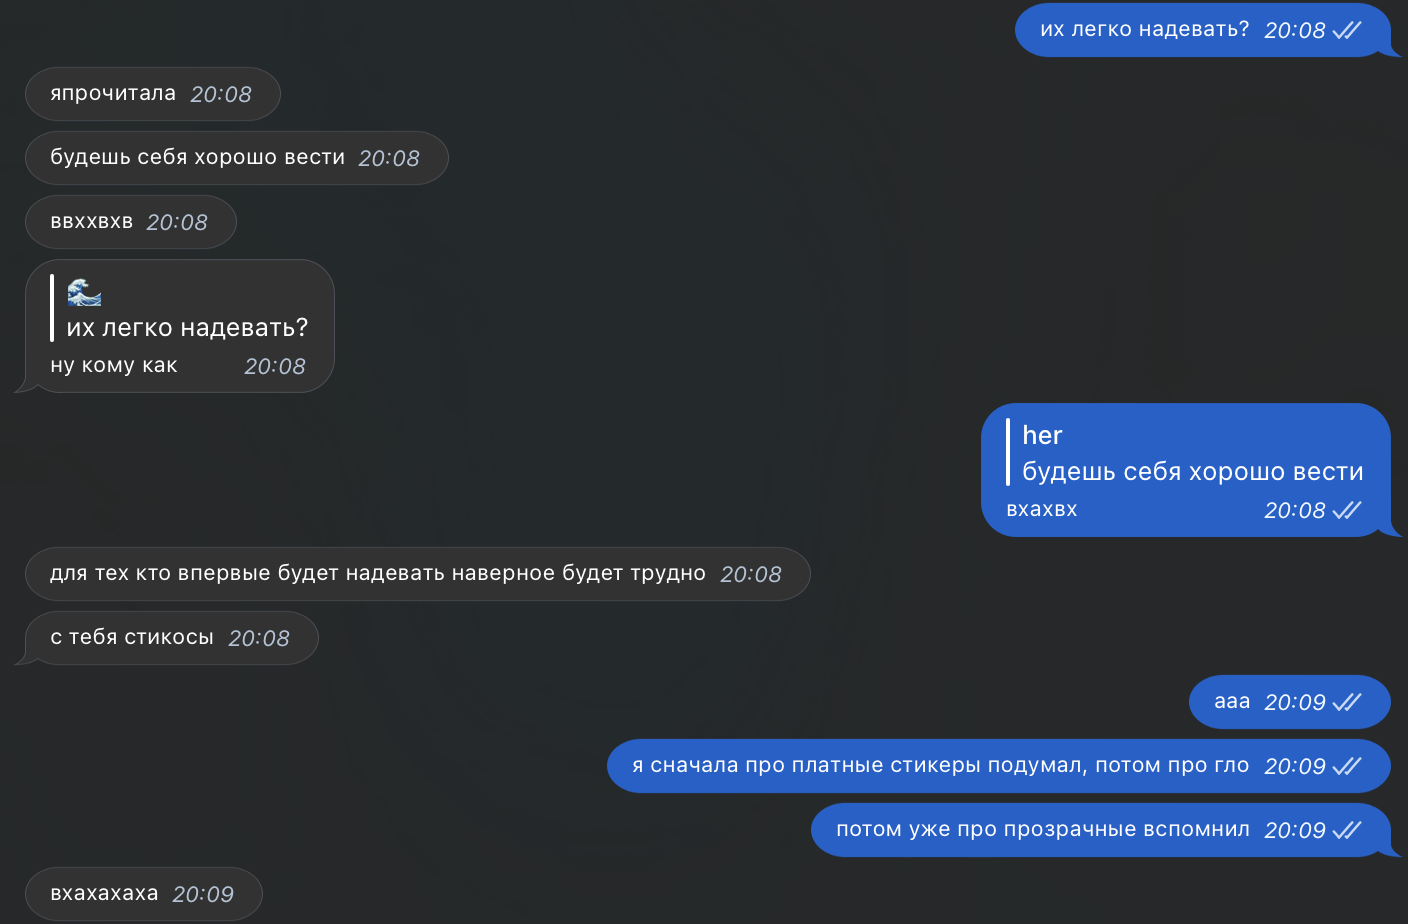 их легко надевать? 20:08
япрочитала 20:08
будешь себя хорошо вести 20:08
ввххвхв 20:08
🌊
их легко надевать?
ну кому как 20:08
her
будешь себя хорошо вести
вхахвх 20:08
для тех кто впервые будет надевать наверное будет трудно 20:08
с тебя стикосы 20:08
ааа 20:09
я сначала про платные стикеры подумал, потом про гло 20:09
потом уже про прозрачные вспомнил 20:09
вхахахаха 20:09